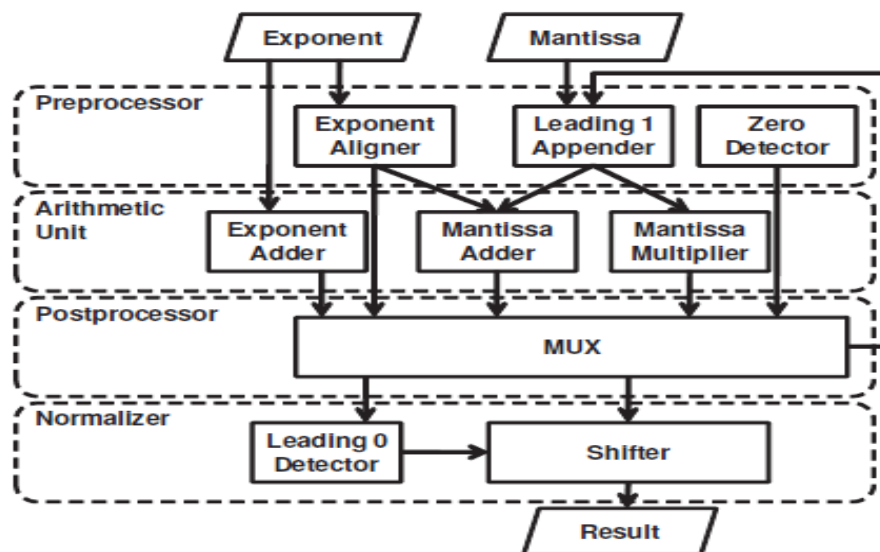 Exponent
Mantissa
Preprocessor
Exponent
Aligner
Leading 1
Appender
Zero
Detector
Arithmetic
Unit
Exponent
Adder
Mantissa
Adder
Mantissa
Multiplier
Postprocessor
MUX
Normalizer
Leading 0
Detector
Shifter
Result